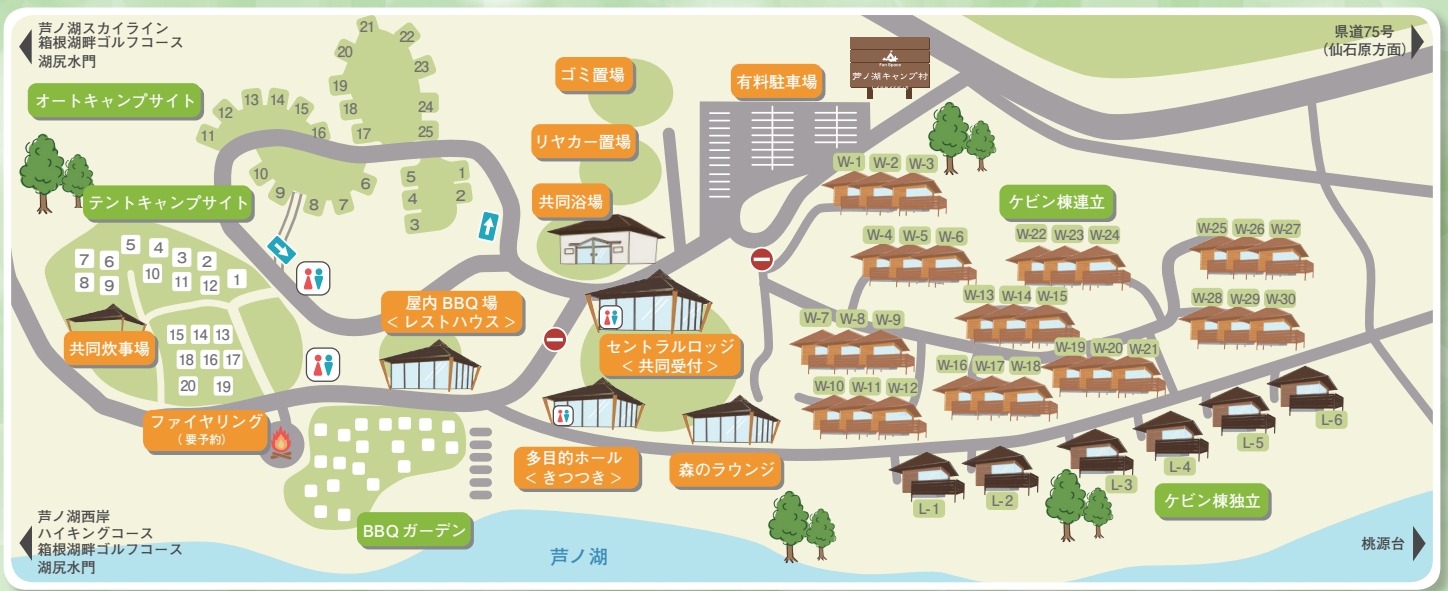 芦ノ湖スカイライン
箱根湖畔ゴルフコース
湖尻水門
県道75号
(仙石原方面)
オートキャンプサイト
21
22
20
23
19
24
18
17
25
13
14
12
15
11
16
10
9
8
7
6
5
1
4
2
3
ゴミ置場
リヤカー置場
共同浴場
有料駐車場
Fun Space
芦ノ湖キャンプ村
テントキャンプサイト
5
4
3
2
7
6
10
11
12
1
8
9
15
14
13
18
16
17
20
19
共同炊事場
屋内BBQ場
<レストハウス>
セントラルロッジ
<共同受付>
ファイヤリング
(要予約)
多目的ホール
<きつつき>
森のラウンジ
BBQガーデン
ケビン棟連立
W-1
W-2
W-3
W-4
W-5
W-6
W-22
W-23
W-24
W-25
W-26
W-27
W-13
W-14
W-15
W-28
W-29
W-30
W-7
W-8
W-9
W-19
W-20
W-21
W-16
W-17
W-18
W-10
W-11
W-12
L-6
L-5
L-4
L-3
L-2
L-1
ケビン棟独立
芦ノ湖西岸
ハイキングコース
箱根湖畔ゴルフコース
湖尻水門
芦ノ湖
桃源台